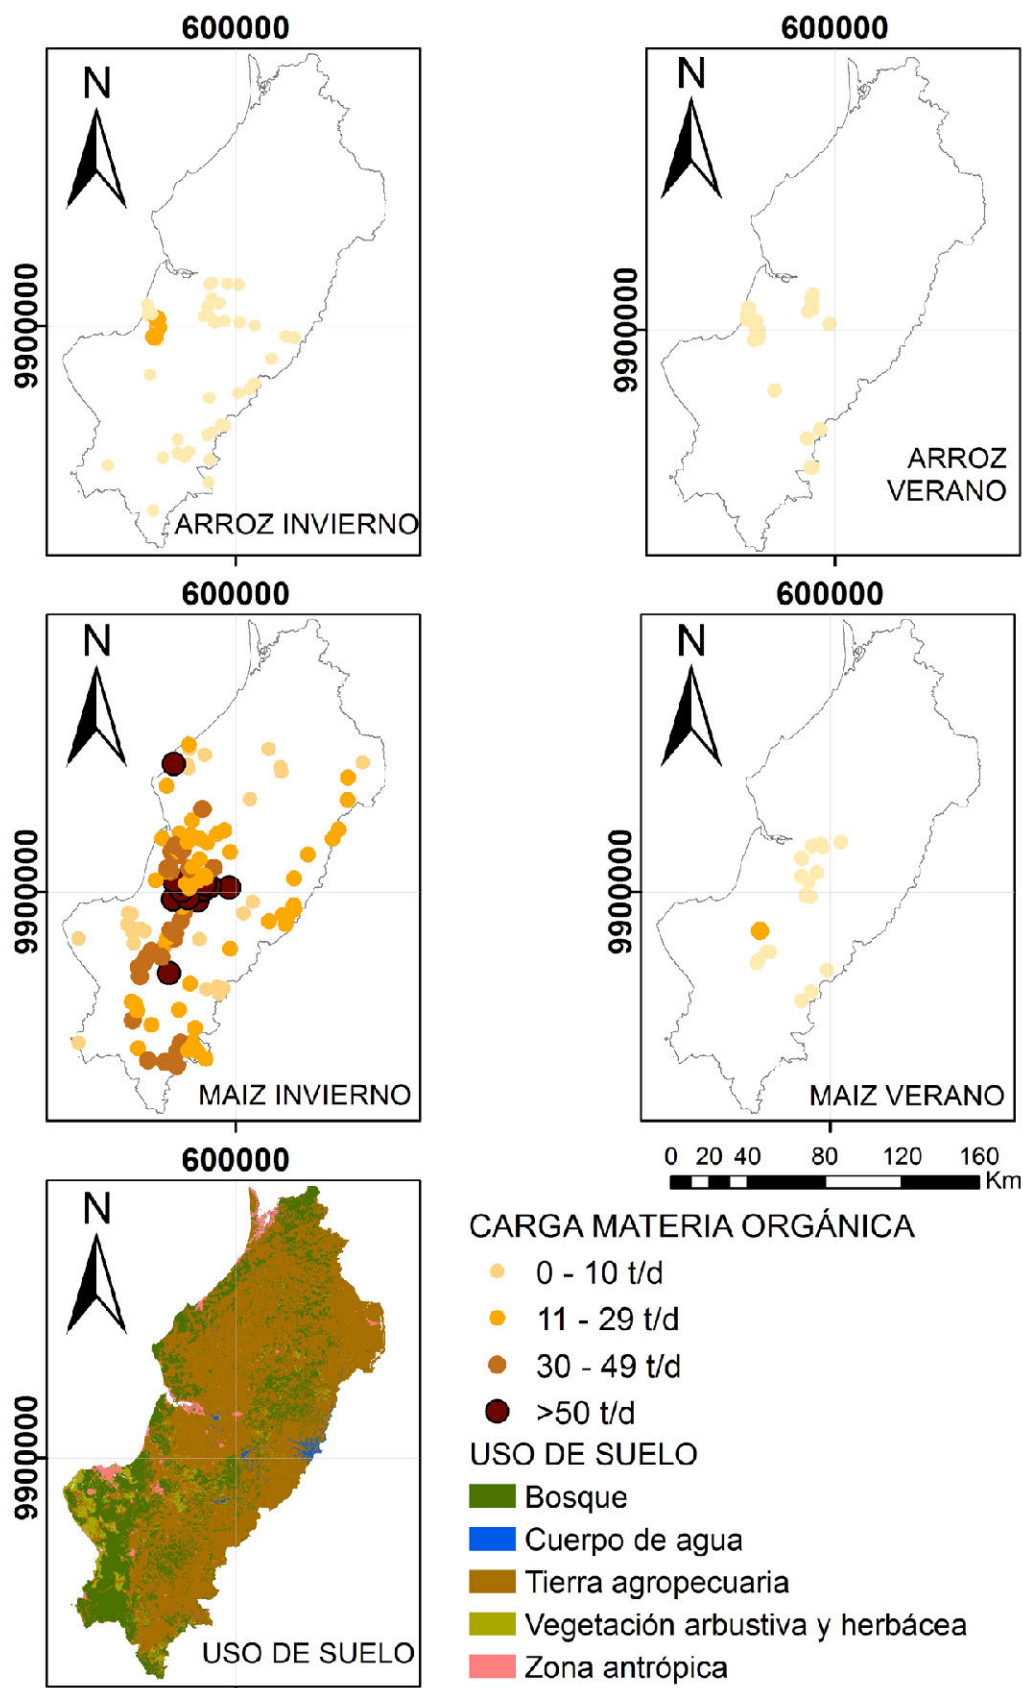 600000
N
9900000
ARROZ INVIERNO
600000
N
9900000
ARROZ
VERANO
600000
N
9900000
MAIZ INVIERNO
600000
N
9900000
MAIZ VERANO
0 20 40 80 120 160
Km
600000
N
9900000
USO DE SUELO
CARGA MATERIA ORGÁNICA
0 - 10 t/d
11 - 29 t/d
30 - 49 t/d
>50 t/d
USO DE SUELO
Bosque
Cuerpo de agua
Tierra agropecuaria
Vegetación arbustiva y herbácea
Zona antrópica